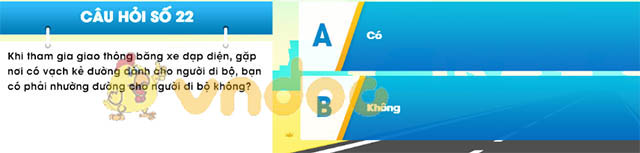 CÂU HỎI SỐ 22
Khi tham gia giao thông bằng xe đạp điện, gặp
nơi có vạch kẻ đường dành cho người đi bộ, bạn
có phải nhường đường cho người đi bộ không?
vndoc
A
Có
B
Không